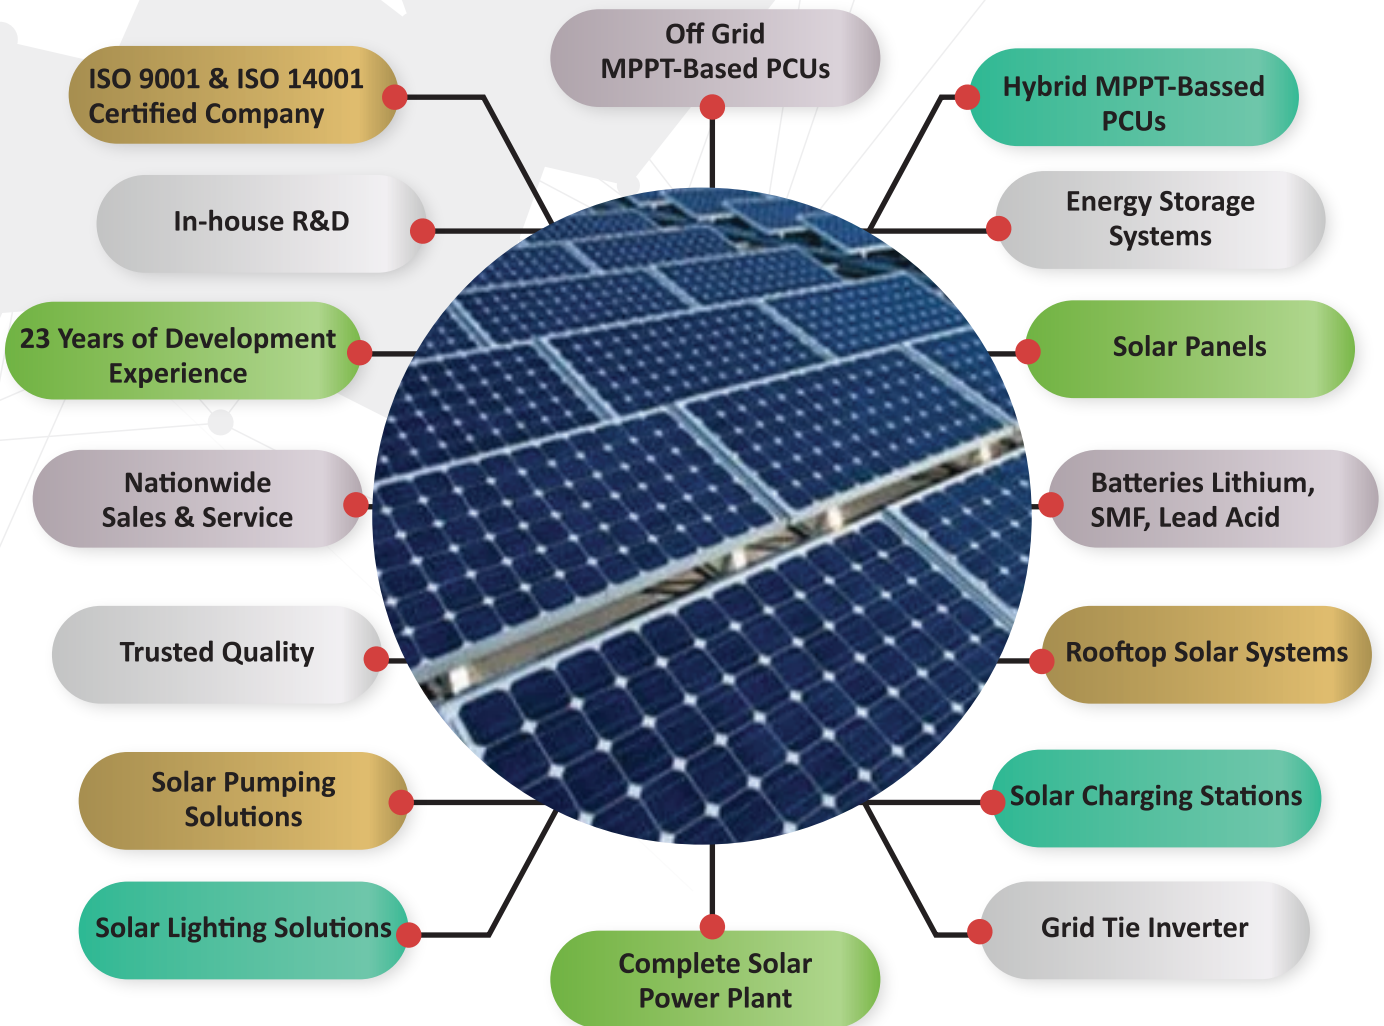 Off Grid
MPPT-Based PCUs
ISO 9001 & ISO 14001
Certified Company
Hybrid MPPT-Bassed
PCUs
In-house R&D
Energy Storage
Systems
23 Years of Development
Experience
Solar Panels
Nationwide
Sales & Service
Batteries Lithium,
SMF, Lead Acid
Trusted Quality
Rooftop Solar Systems
Solar Pumping
Solutions
Solar Charging Stations
Solar Lighting Solutions
Grid Tie Inverter
Complete Solar
Power Plant